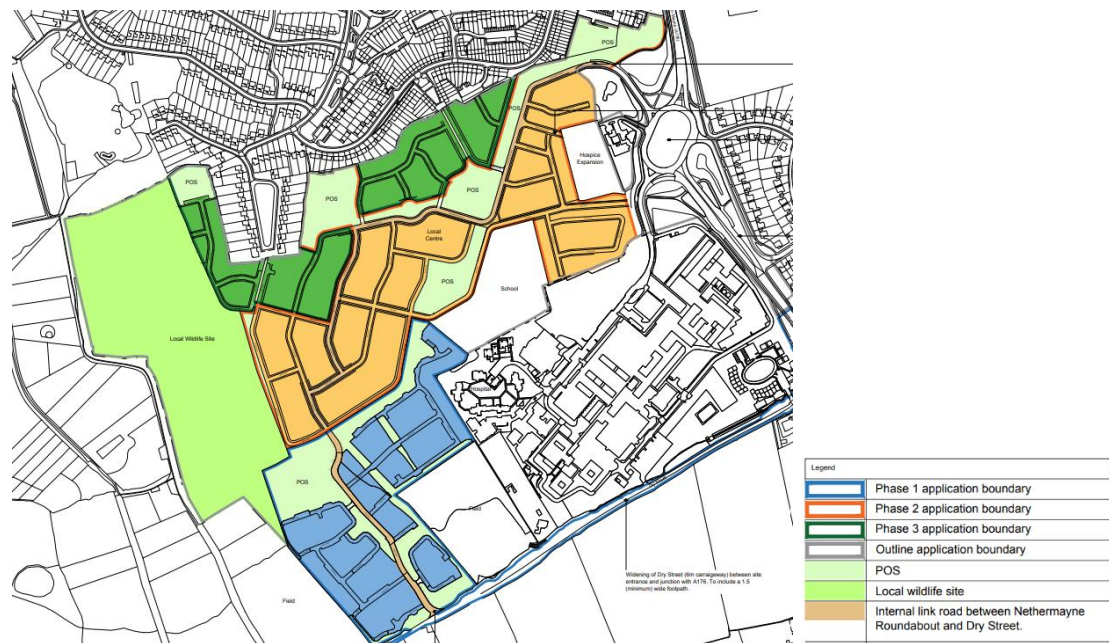 POS
POS
Hospice
Expansion
POS
POS
POS
Local
Centre
POS
School
Local Wildlife Site
Hospital
POS
Field
Field
Widening of Dry Street (6m carraigeway) between site
entrance and junction with A176. To include a 1.5
(minimum) wide footpath.
Legend
Phase 1 application boundary
Phase 2 application boundary
Phase 3 application boundary
Outline application boundary
POS
Local wildlife site
Internal link road between Nethermayne
Roundabout and Dry Street.